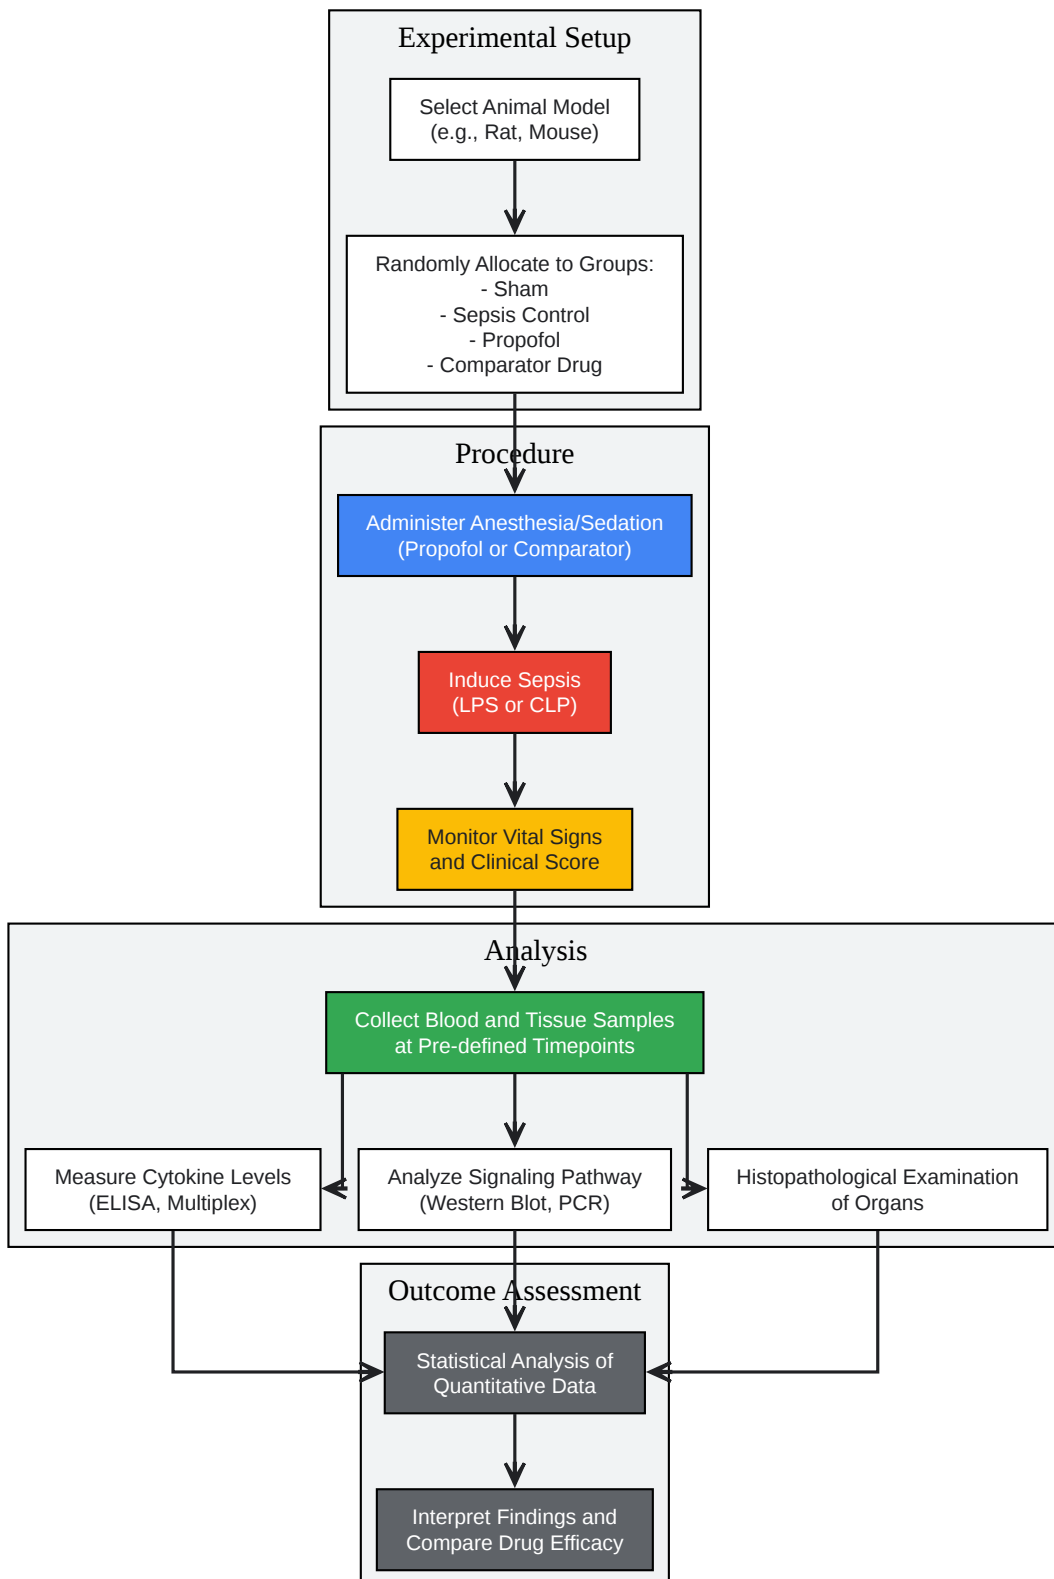 Experimental Setup
Select Animal Model
(e.g., Rat, Mouse)
Randomly Allocate to Groups:
- Sham
- Sepsis Control
- Propofol
- Comparator Drug
Procedure
Administer Anesthesia/Sedation
(Propofol or Comparator)
Induce Sepsis
(LPS or CLP)
Monitor Vital Signs
and Clinical Score
Analysis
Collect Blood and Tissue Samples
at Pre-defined Timepoints
Measure Cytokine Levels
(ELISA, Multiplex)
Analyze Signaling Pathway
(Western Blot, PCR)
Histopathological Examination
of Organs
Outcome Assessment
Statistical Analysis of
Quantitative Data
Interpret Findings and
Compare Drug Efficacy